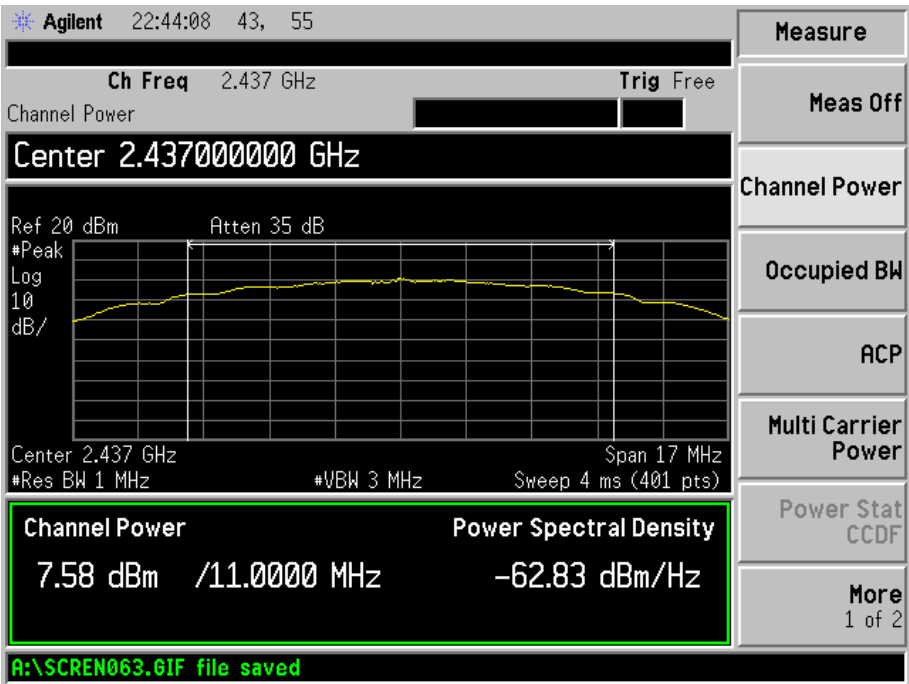 Agilent 22:44:08 43, 55
Measure
Ch Freq 2.437 GHz Trig Free
Channel Power
Meas Off
Center 2.437000000 GHz
Channel Power
Ref 20 dBm Atten 35 dB
#Peak
Log
10
dB/
Occupied BW
ACP
Multi Carrier
Power
Center 2.437 GHz Span 17 MHz
#Res BW 1 MHz #VBW 3 MHz Sweep 4 ms (401 pts)
Channel Power Power Spectral Density
7.58 dBm /11.0000 MHz -62.83 dBm/Hz
Power Stat
CCDF
More
1 of 2
A:\SCREN063.GIF file saved